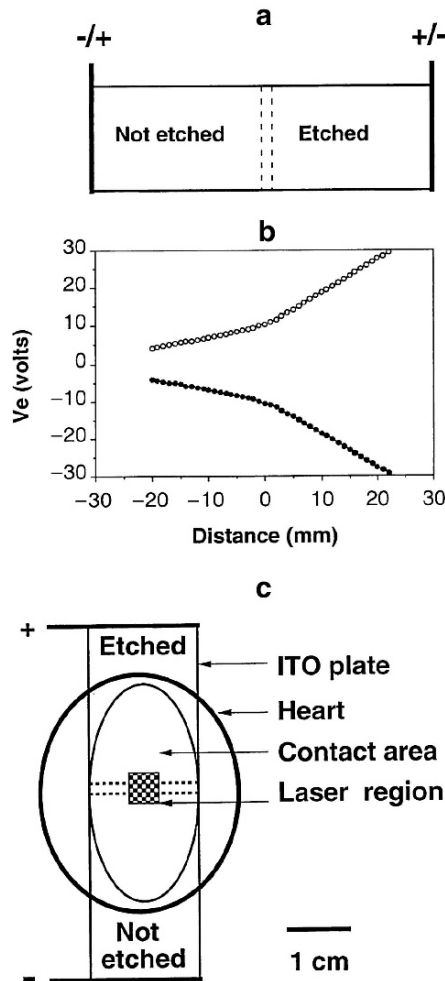 a
-/+ +/-
Not etched Etched
b
30
20
10
0
−10
−20
−30
Ve (volts)
−30 −20 −10 0 10 20 30
Distance (mm)
c
+
Etched
ITO plate
Heart
Contact area
Laser region
Not
etched
-
1 cm